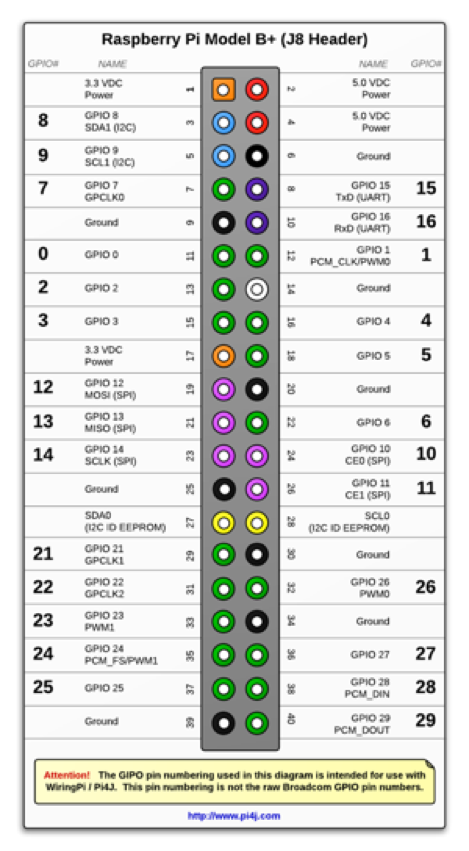 Raspberry Pi Model B+ (J8 Header)
GPIO# NAME NAME GPIO#
3.3 VDC
Power 1 2 5.0 VDC
Power
8 GPIO 8
SDA1 (I2C) 3 4 5.0 VDC
Power
9 GPIO 9
SCL1 (I2C) 5 6 Ground
7 GPIO 7
GPCLK0 7 8 GPIO 15
TxD (UART) 15
Ground 9 10 GPIO 16
RxD (UART) 16
0 GPIO 0 11 12 GPIO 1
PCM_CLK/PWM0 1
2 GPIO 2 13 14 Ground
3 GPIO 3 15 16 GPIO 4 4
3.3 VDC
Power 17 18 GPIO 5 5
12 GPIO 12
MOSI (SPI) 19 20 Ground
13 GPIO 13
MISO (SPI) 21 22 GPIO 6 6
14 GPIO 14
SCLK (SPI) 23 24 GPIO 10
CE0 (SPI) 10
Ground 25 26 GPIO 11
CE1 (SPI) 11
SDA0
(I2C ID EEPROM) 27 28 SCL0
(I2C ID EEPROM)
21 GPIO 21
GPCLK1 29 30 Ground
22 GPIO 22
GPCLK2 31 32 GPIO 26
PWM0 26
23 GPIO 23
PWM1 33 34 Ground
24 GPIO 24
PCM_FS/PWM1 35 36 GPIO 27 27
25 GPIO 25 37 38 GPIO 28
PCM_DIN 28
Ground 39 40 GPIO 29
PCM_DOUT 29
Attention! The GIPO pin numbering used in this diagram is intended for use with
WiringPi / Pi4J. This pin numbering is not the raw Broadcom GPIO pin numbers.
http://www.pi4j.com